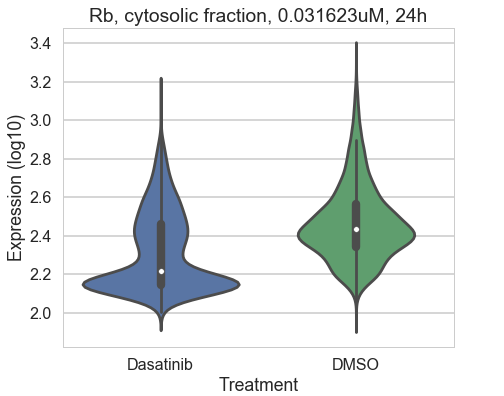 Rb, cytosolic fraction, 0.031623uM, 24h
Expression (log10)
3.4
3.2
3.0
2.8
2.6
2.4
2.2
2.0
Dasatinib DMSO
Treatment